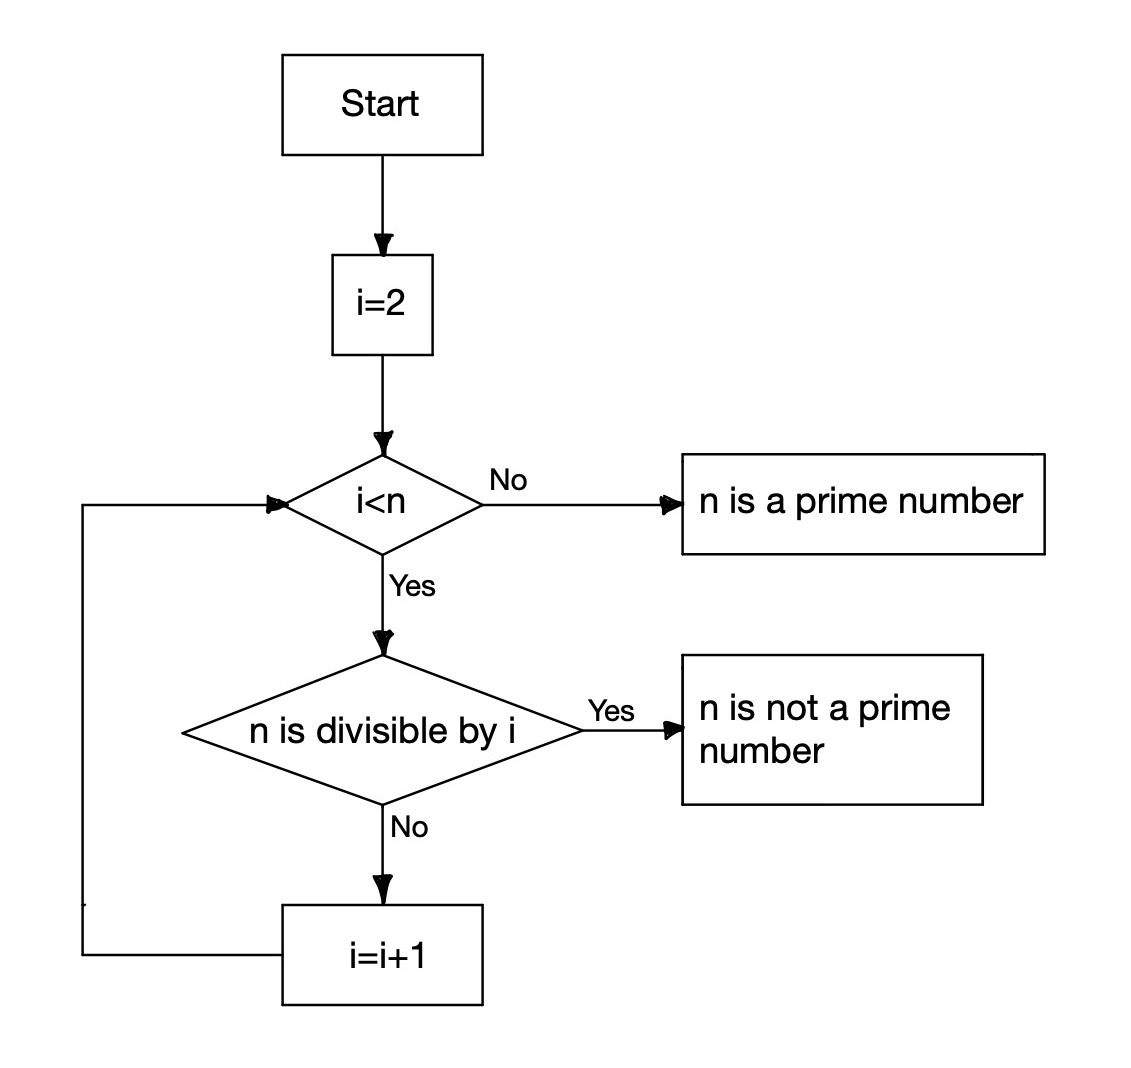 Start
i=2
i<n
No
n is a prime number
Yes
n is divisible by i
Yes
n is not a prime
number
No
i=i+1